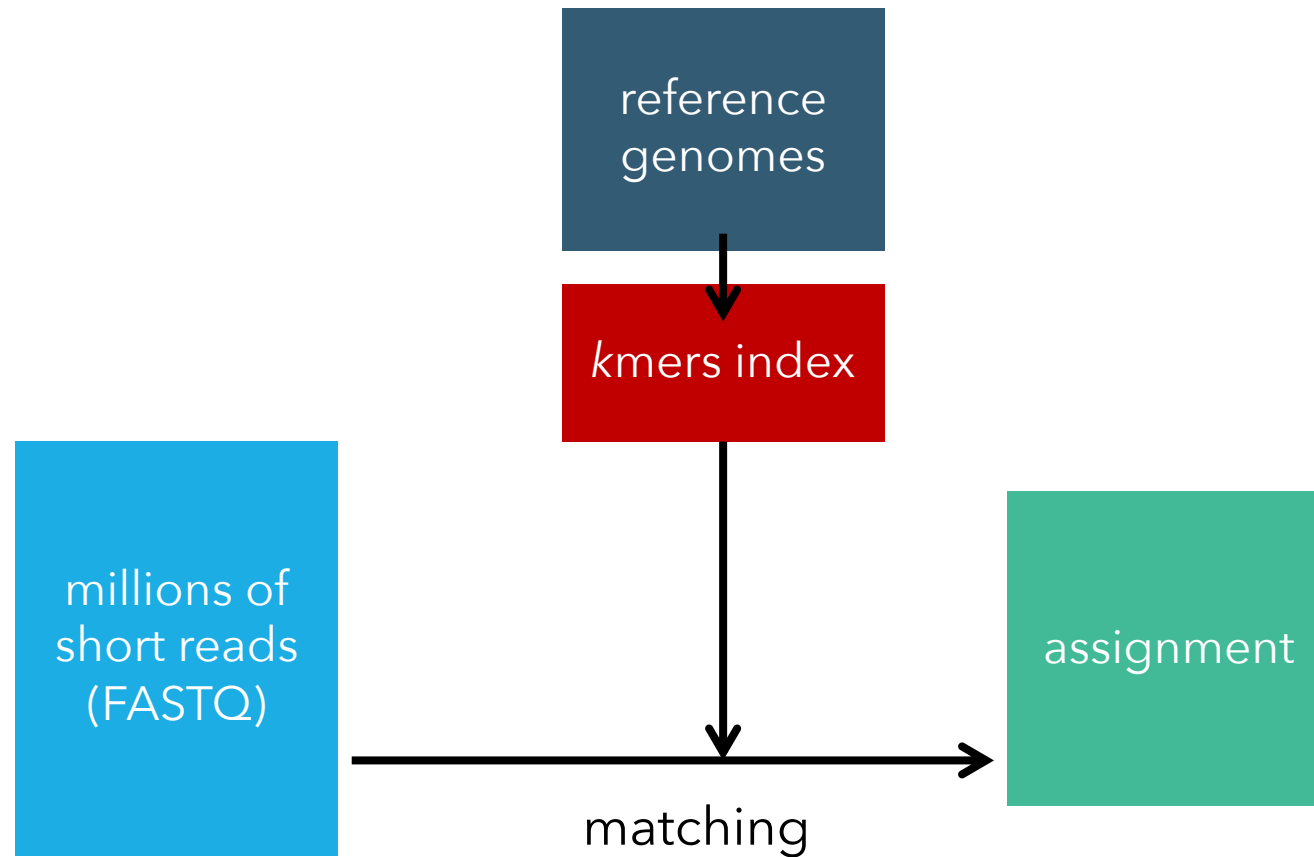 reference
genomes
kmers index
millions of
short reads
(FASTQ)
assignment
matching